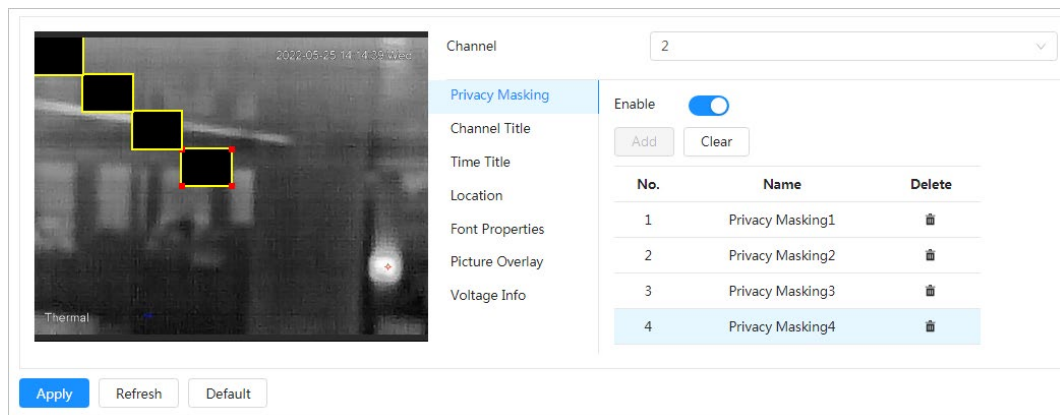 2022-05-25 14:14:39 Wed
Thermal
Channel
2
Privacy Masking
Channel Title
Time Title
Location
Font Properties
Picture Overlay
Voltage Info
Enable
Add Clear
No. Name Delete
1 Privacy Masking1
2 Privacy Masking2
3 Privacy Masking3
4 Privacy Masking4
Apply Refresh Default